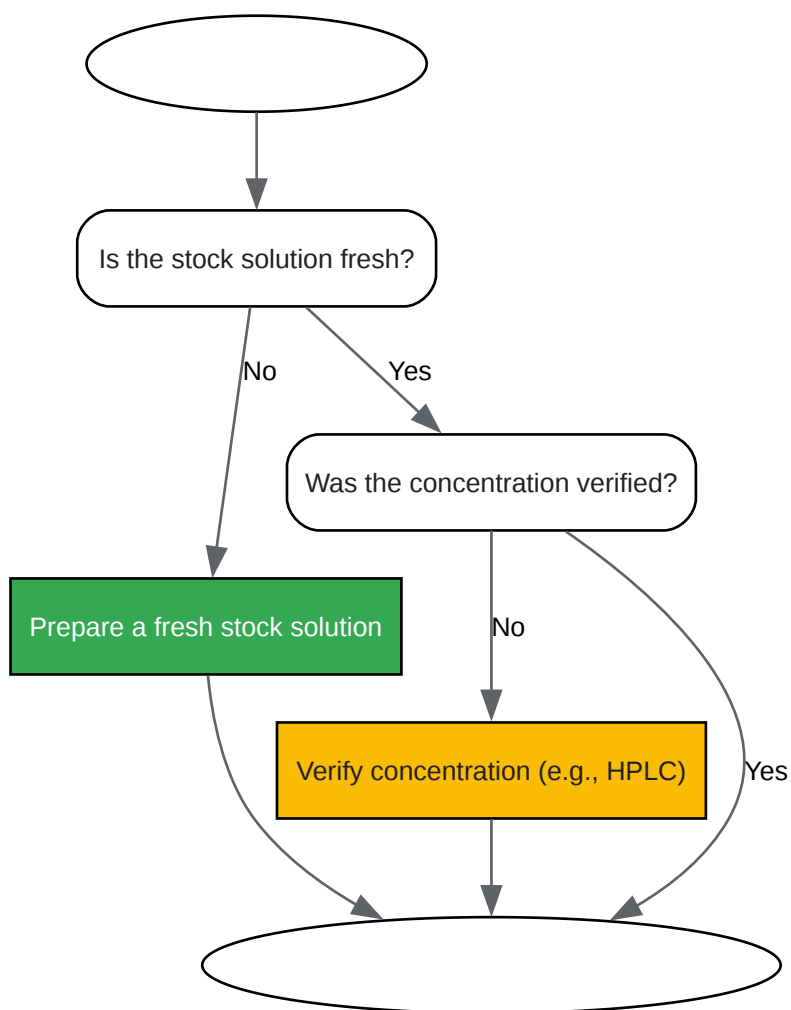 Is the stock solution fresh?
No
Yes
Was the concentration verified?
Prepare a fresh stock solution
No
Verify concentration (e.g., HPLC)
Yes